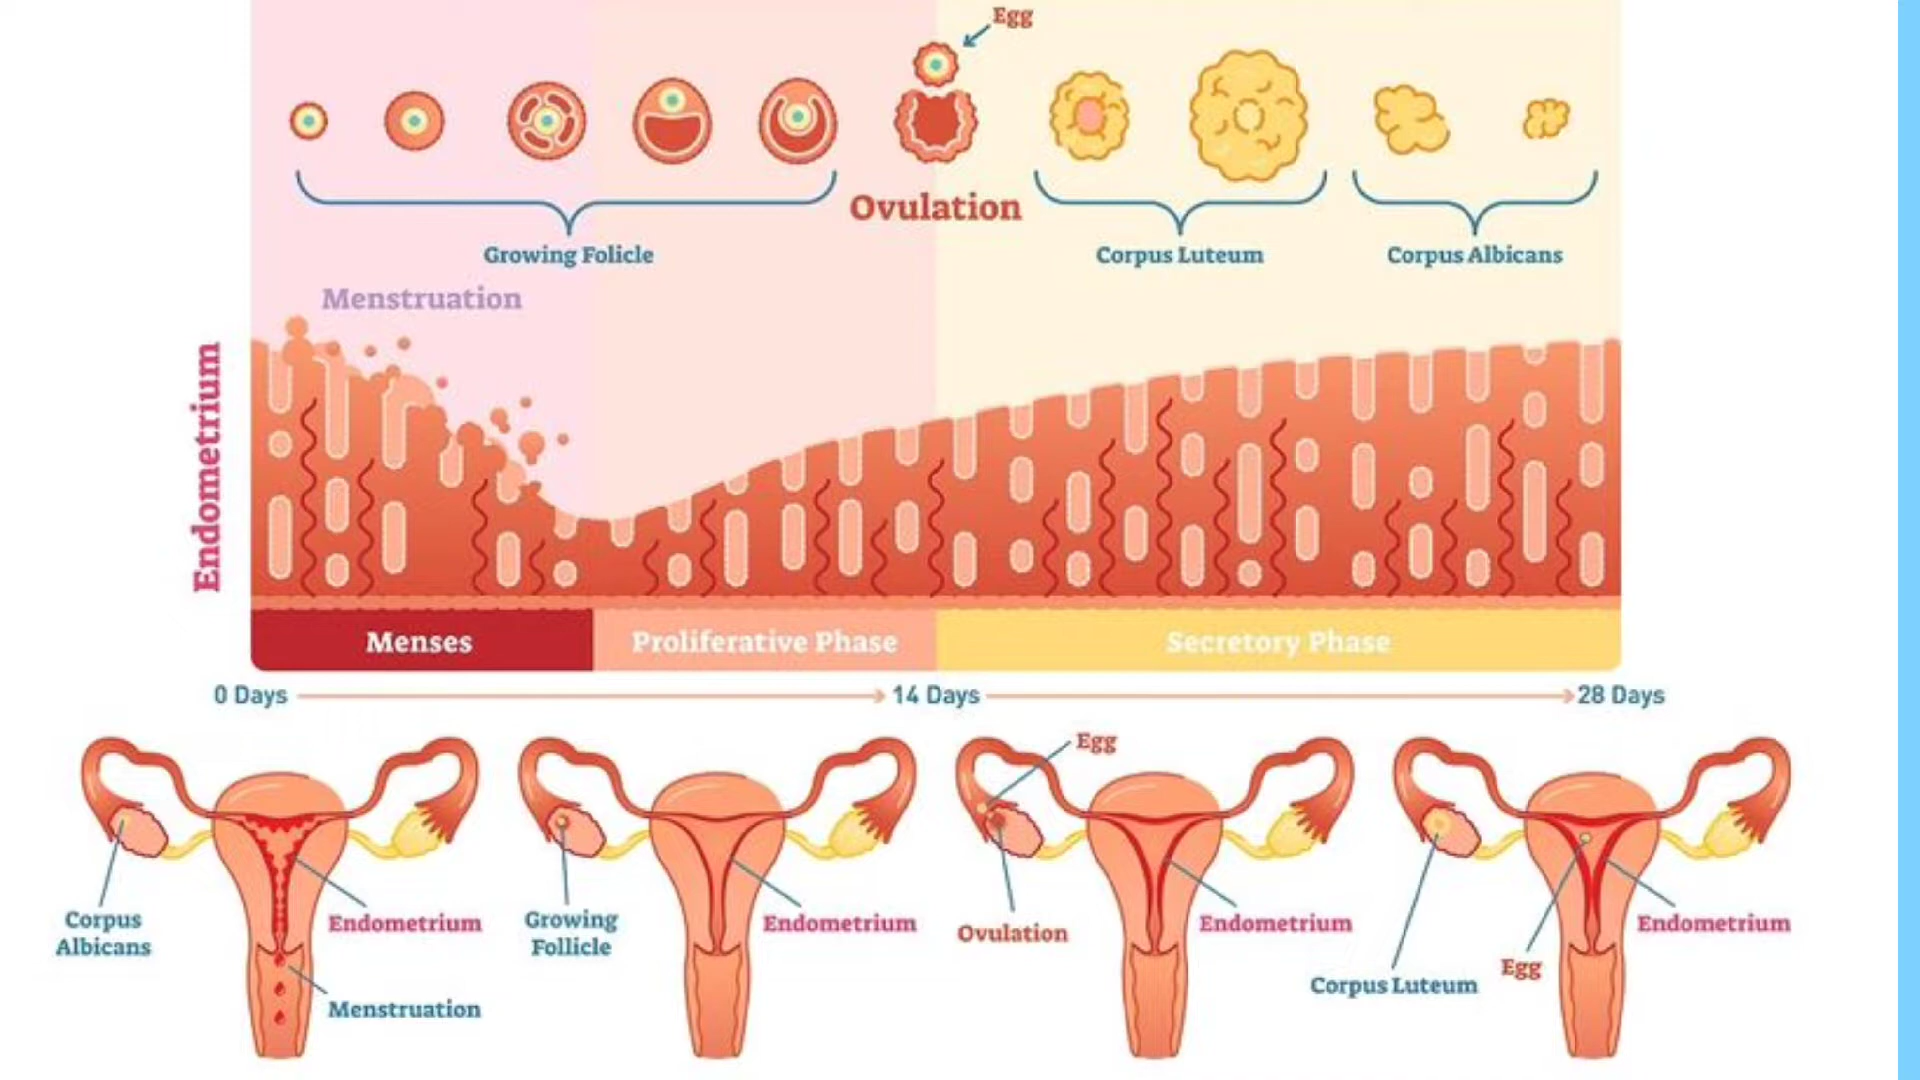 Egg
Ovulation
Growing Folicle
Corpus Luteum
Corpus Albicans
Menstruation
Endometrium
Menses
Proliferative Phase
Secretory Phase
0 Days
14 Days
28 Days
Egg
Corpus
Albicans
Endometrium
Menstruation
Growing
Follicle
Endometrium
Ovulation
Endometrium
Corpus Luteum
Egg
Endometrium